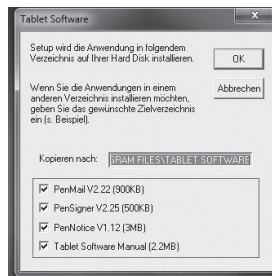 Tablet Software
x
Setup wird die Anwendung in folgendem
Verzeichnis auf Ihrer Hard Disk installieren.
OK
Wenn Sie die Anwendungen in einem
anderen Verzeichnis installieren möchten,
geben Sie das gewünschte Zielverzeichnis
ein (s. Beispiel).
Abbrechen
Kopieren nach:
GRAM FILES\TABLET SOFTWARE
PenMail V2.22 (900KB)
PenSigner V2.25 (500KB)
PenNotice V1.12 (3MB)
Tablet Software Manual (2.2MB)